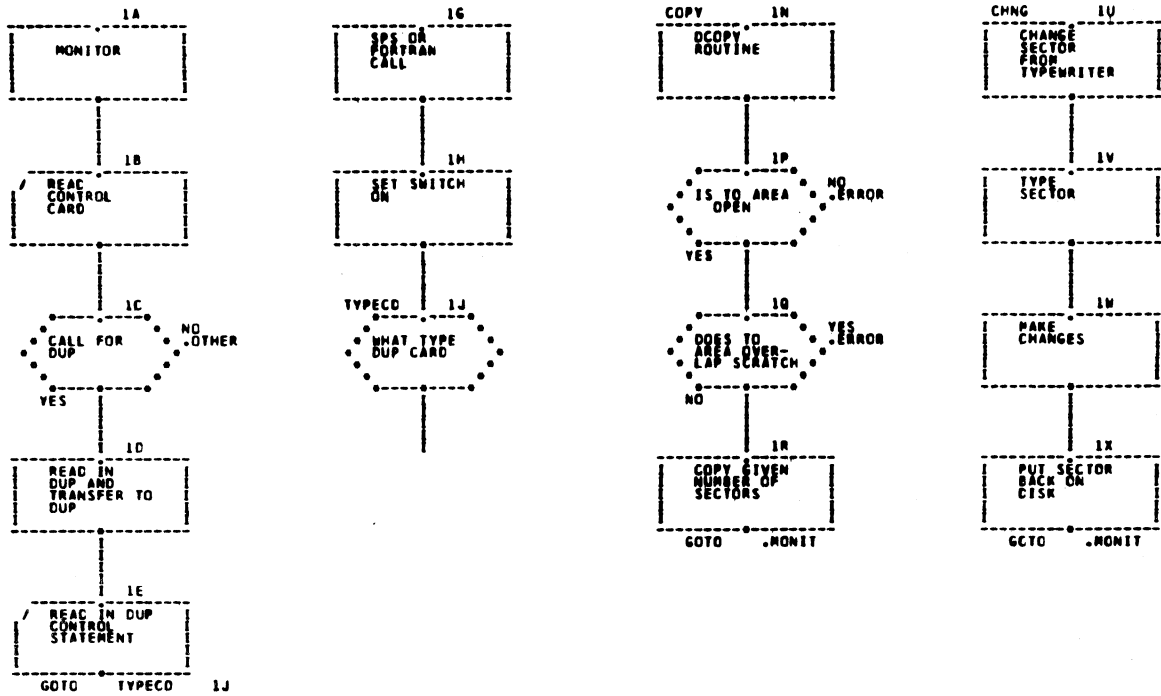 1A
MONITOR
1B
READ
CONTROL
CARD
1C
CALL FOR
DUP
NO
.OTHER
YES
1D
READ IN
DUP AND
TRANSFER TO
DUP
1E
READ IN DUP
CONTROL
STATEMENT
GOTO TYPECD 1J
1G
SPS OR
FORTRAN
CALL
1H
SET SWITCH
ON
TYPECD 1J
WHAT TYPE
DUP CARD
COPY 1N
DCOPY
ROUTINE
1P
IS TO AREA
OPEN
NO
.ERROR
YES
1Q
DOES TO
AREA OVER-
LAP SCRATCH
YES
.ERROR
NO
1R
COPY GIVEN
NUMBER OF
SECTORS
GOTO .MONIT
CHNG 1U
CHANGE
SECTOR
FROM
TYPEWRITER
1V
TYPE
SECTOR
1W
MAKE
CHANGES
1X
PUT SECTOR
BACK ON
DISK
GOTO .MONIT